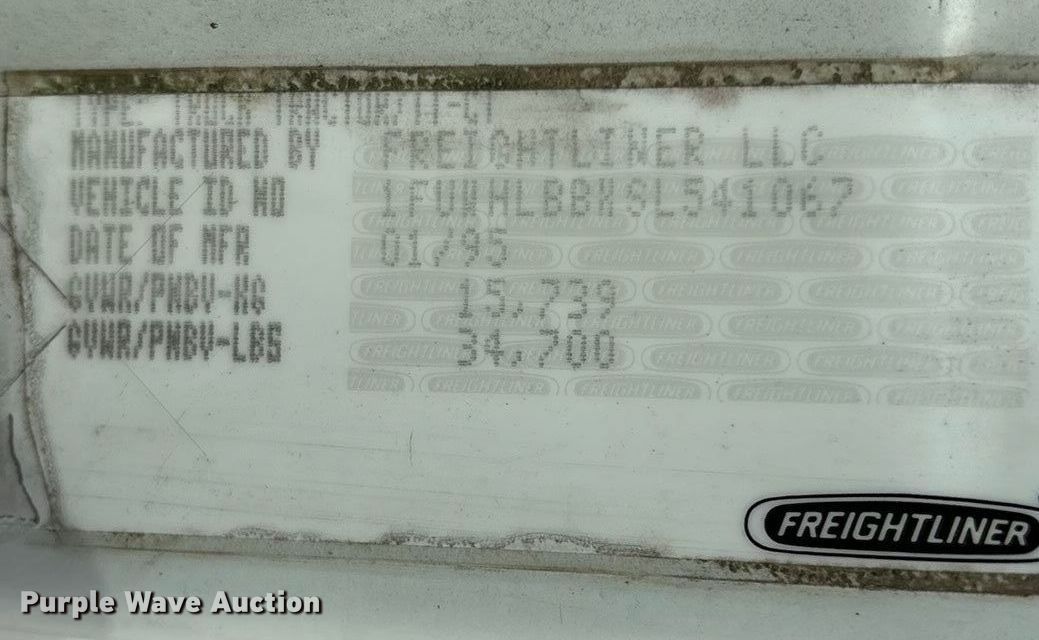 TYPE: TRUCK TRACTOR/TT-CT
MANUFACTURED BY FREIGHTLINER LLC
VEHICLE ID NO 1FUWHLBBXSL541067
DATE OF MFR 01/95
GVWR/PNBV-KG 15,739
GVWR/PNBV-LBS 34,700
FREIGHTLINER
Purple Wave Auction